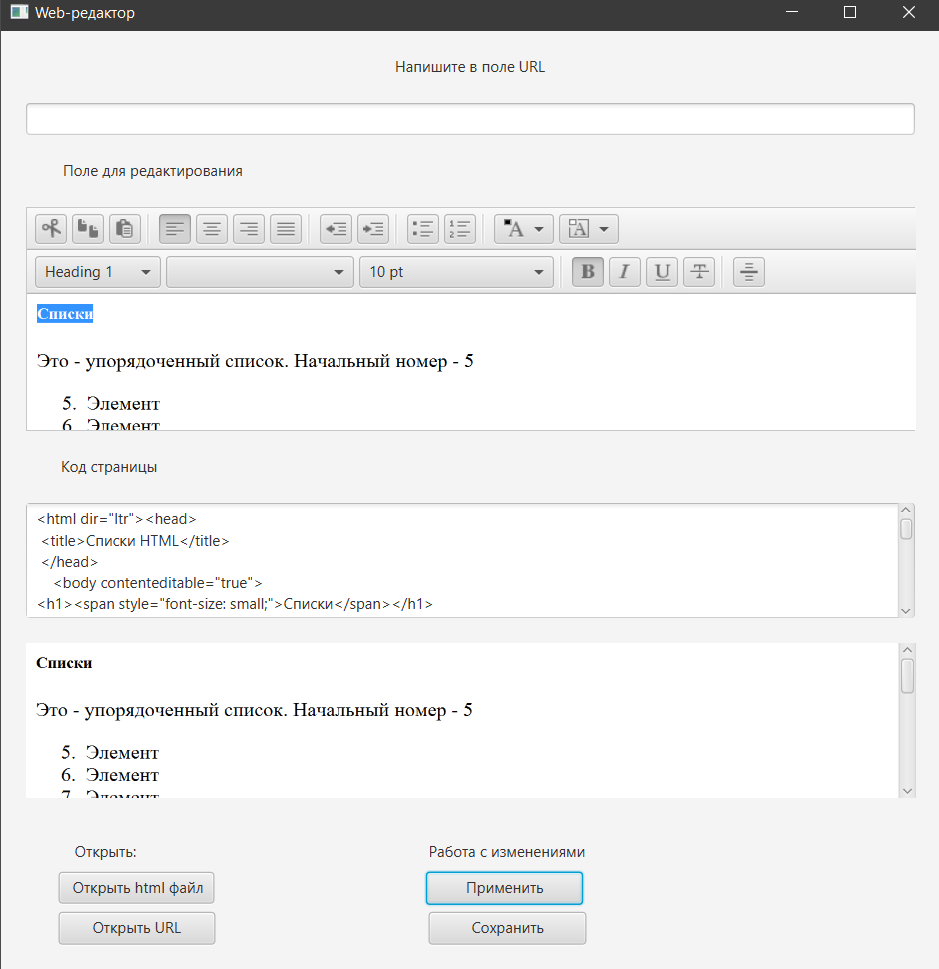 Web-редактор
Напишите в поле URL
Поле для редактирования
Heading 1
10 pt
B I U T
Списки
Это - упорядоченный список. Начальный номер - 5
5. Элемент
6. Элемент
Код страницы
<html dir="ltr"><head>
<title>Списки HTML</title>
</head>
<body contenteditable="true">
<h1><span style="font-size: small;">Списки</span></h1>
Списки
Это - упорядоченный список. Начальный номер - 5
5. Элемент
6. Элемент
7. Элемент
Открыть: Работа с изменениями
Открыть html файл Применить
Открыть URL Сохранить